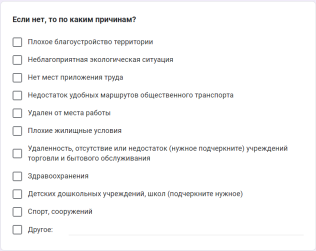 Если нет, то по каким причинам?
Плохое благоустройство территории
Неблагоприятная экологическая ситуация
Нет мест приложения труда
Недостаток удобных маршрутов общественного транспорта
Удален от места работы
Плохие жилищные условия
Удаленность, отсутствие или недостаток (нужное подчеркните) учреждений
торговли и бытового обслуживания
Здравоохранения
Детских дошкольных учреждений, школ (подчеркните нужное)
Спорт, сооружений
Другое: